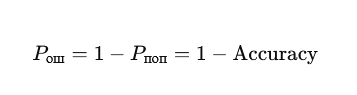 P_ош = 1 − P_поп = 1 − Accuracy